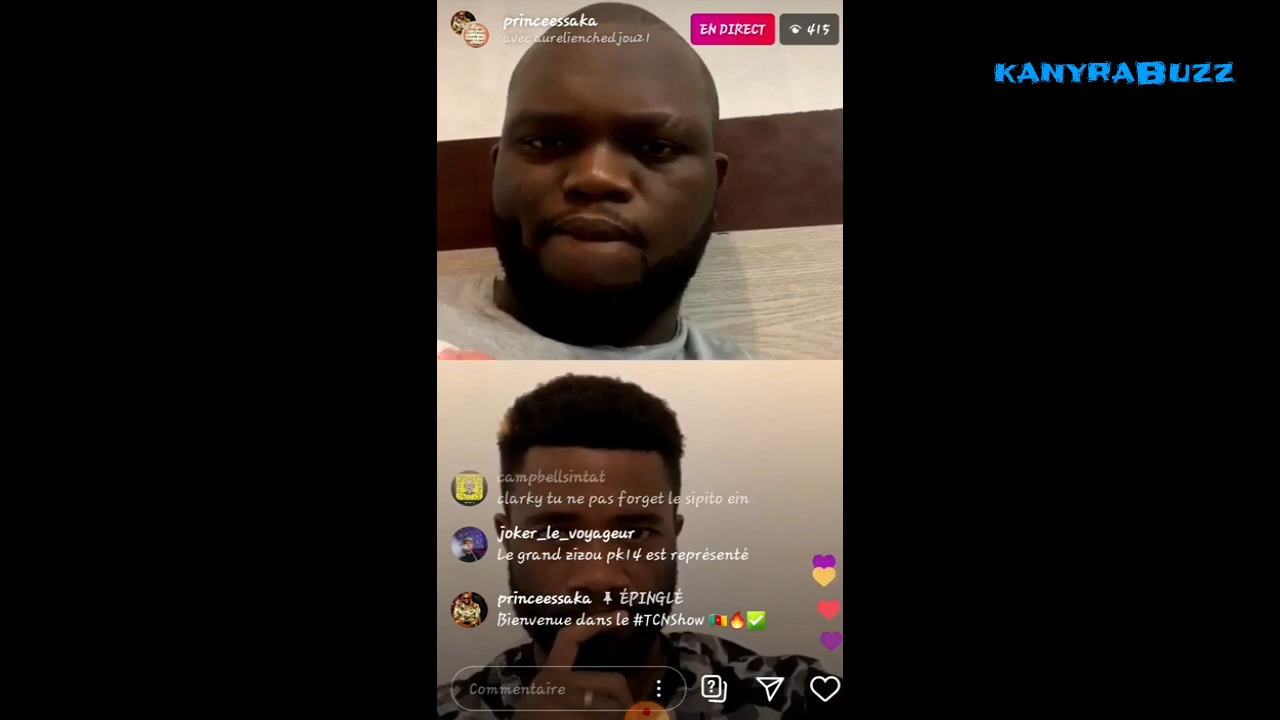 princeessaka
avec aurelienchedjou21
EN DIRECT
415
KANYRABUZZ
campbellsintat
clarky tu ne pas forget le sipito ein
joker_le_voyageur
Le grand zizou pk14 est représenté
princeessaka ÉPINGLÉ
Bienvenue dans le #TCNShow 🇨🇲🔥✅
Commentaire